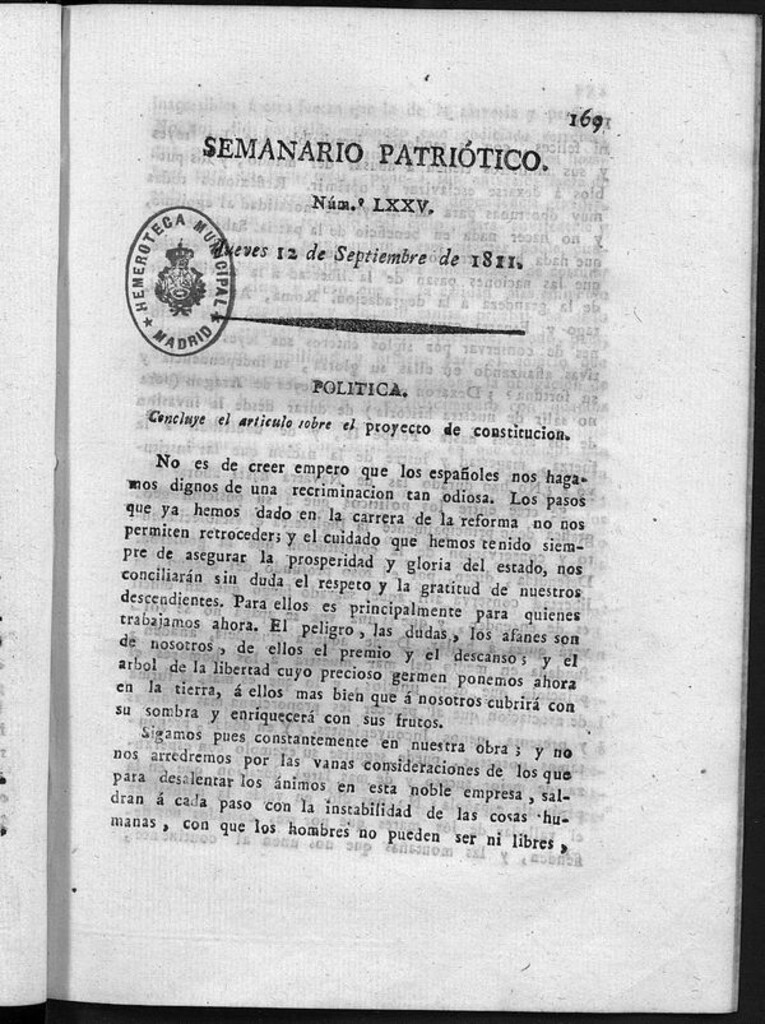 169
SEMANARIO PATRIÓTICO.
Núm.º LXXV.
Jueves 12 de Septiembre de 1811.
HEMEROTECA MUNICIPAL
★ MADRID ★
POLITICA.
Concluye el articulo sobre el proyecto de constitucion.
No es de creer empero que los españoles nos haga-
mos dignos de una recriminacion tan odiosa. Los pasos
que ya hemos dado en la carrera de la reforma no nos
permiten retroceder; y el cuidado que hemos tenido siem-
pre de asegurar la prosperidad y gloria del estado, nos
conciliarán sin duda el respeto y la gratitud de nuestros
descendientes. Para ellos es principalmente para quienes
trabajamos ahora. El peligro, las dudas, los afanes son
de nosotros, de ellos el premio y el descanso; y el
arbol de la libertad cuyo precioso germen ponemos ahora
en la tierra, á ellos mas bien que á nosotros cubrirá con
su sombra y enriquecerá con sus frutos.
Sigamos pues constantemente en nuestra obra; y no
nos arredremos por las vanas consideraciones de los que
para desalentar los ánimos en esta noble empresa, sal-
dran á cada paso con la instabilidad de las cosas hu-
manas, con que los hombres no pueden ser ni libres,